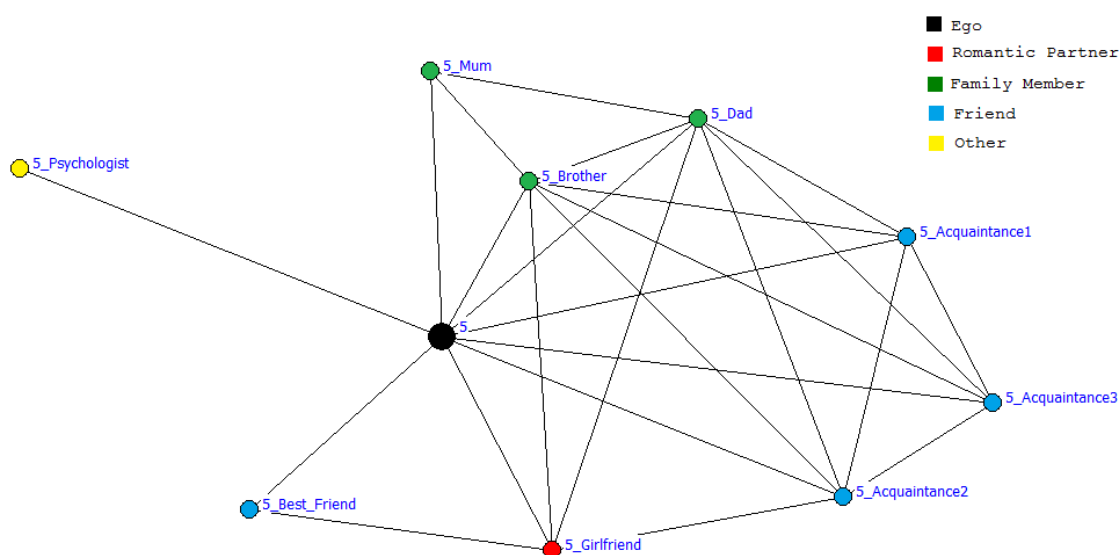 Ego
Romantic Partner
Family Member
Friend
Other
5_Mum
5_Dad
5_Psychologist
5_Brother
5_Acquaintance1
5
5_Acquaintance3
5_Acquaintance2
5_Best_Friend
5_Girlfriend